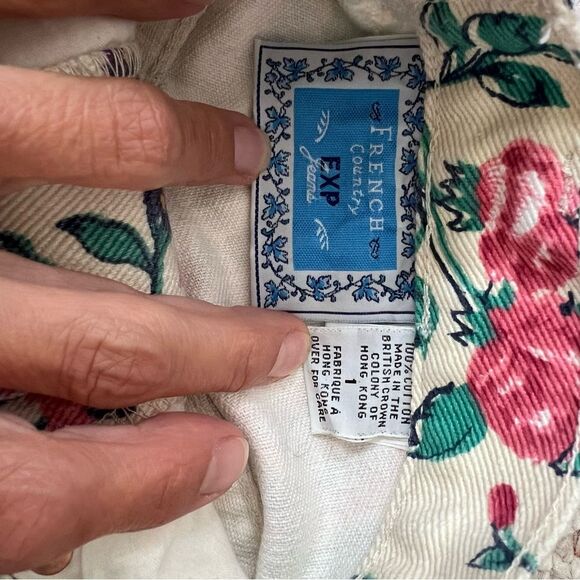 FRENCH
Country
EXP
Jeans
100% COTTON
MADE IN THE
BRITISH CROWN
COLONY OF
HONG KONG
1
FABRIQUE À
HONG KONG
OVER FOR CARE